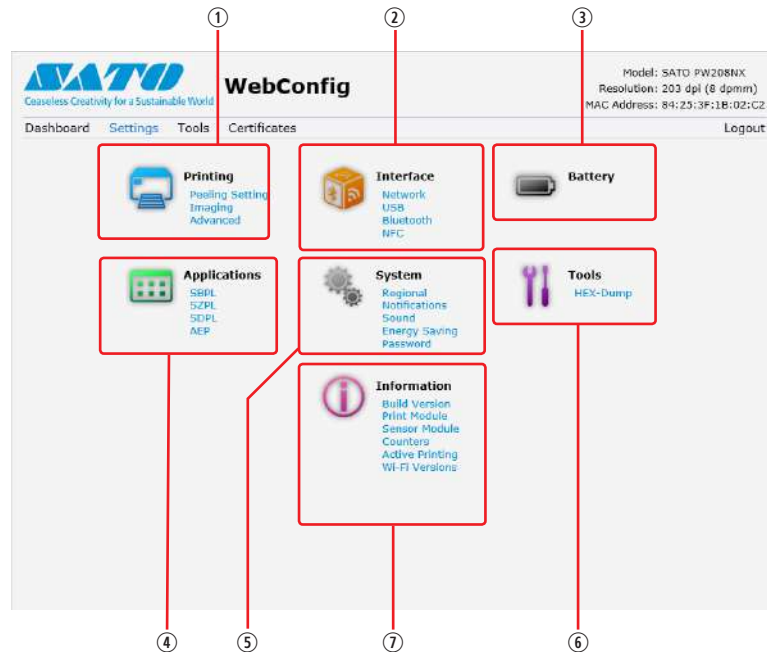 ① ② ③
SATO
Ceaseless Creativity for a Sustainable World
WebConfig
Model: SATO PW208NX
Resolution: 203 dpi (8 dpmm)
MAC Address: 84:25:3F:1B:02:C2
Dashboard Settings Tools Certificates Logout
Printing
Peeling Setting
Imaging
Advanced
Interface
Network
USB
Bluetooth
NFC
Battery
Applications
SBPL
SZPL
SDPL
AEP
System
Regional
Notifications
Sound
Energy Saving
Password
Tools
HEX-Dump
Information
Build Version
Print Module
Sensor Module
Counters
Active Printing
Wi-Fi Versions
④ ⑤ ⑦ ⑥